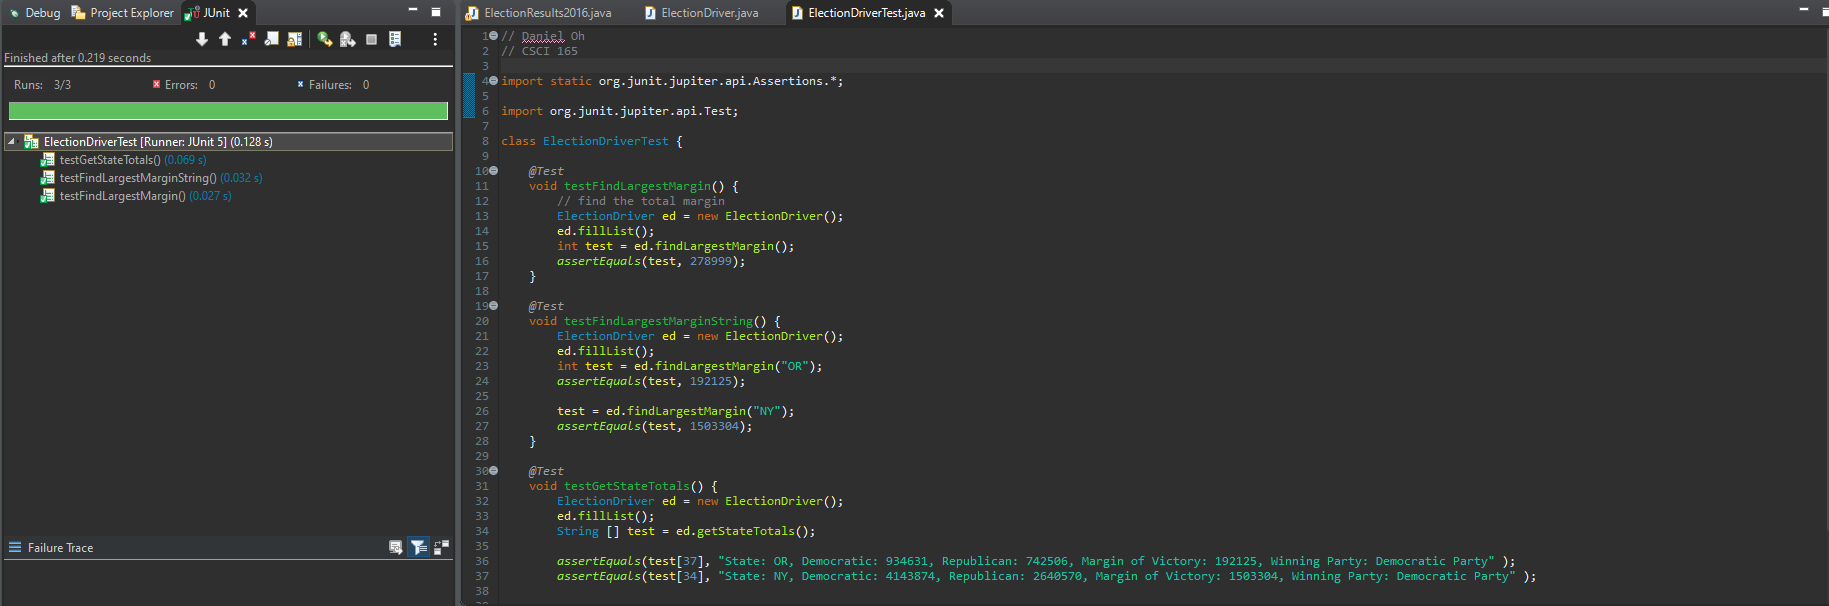 Debug Project Explorer JUnit
Finished after 0.219 seconds
Runs: 3/3 Errors: 0 Failures: 0
ElectionDriverTest [Runner: JUnit 5] (0.128 s)
testGetStateTotals() (0.069 s)
testFindLargestMarginString() (0.032 s)
testFindLargestMargin() (0.027 s)
Failure Trace
ElectionResults2016.java ElectionDriver.java ElectionDriverTest.java
1 // Daniel Oh
2 // CSCI 165
3
4 import static org.junit.jupiter.api.Assertions.*;
5
6 import org.junit.jupiter.api.Test;
7
8 class ElectionDriverTest {
9
10 @Test
11 void testFindLargestMargin() {
12 // find the total margin
13 ElectionDriver ed = new ElectionDriver();
14 ed.fillList();
15 int test = ed.findLargestMargin();
16 assertEquals(test, 278999);
17 }
18
19 @Test
20 void testFindLargestMarginString() {
21 ElectionDriver ed = new ElectionDriver();
22 ed.fillList();
23 int test = ed.findLargestMargin("OR");
24 assertEquals(test, 192125);
25
26 test = ed.findLargestMargin("NY");
27 assertEquals(test, 1503304);
28 }
29
30 @Test
31 void testGetStateTotals() {
32 ElectionDriver ed = new ElectionDriver();
33 ed.fillList();
34 String [] test = ed.getStateTotals();
35
36 assertEquals(test[37], "State: OR, Democratic: 934631, Republican: 742506, Margin of Victory: 192125, Winning Party: Democratic Party" );
37 assertEquals(test[34], "State: NY, Democratic: 4143874, Republican: 2640570, Margin of Victory: 1503304, Winning Party: Democratic Party" );
38